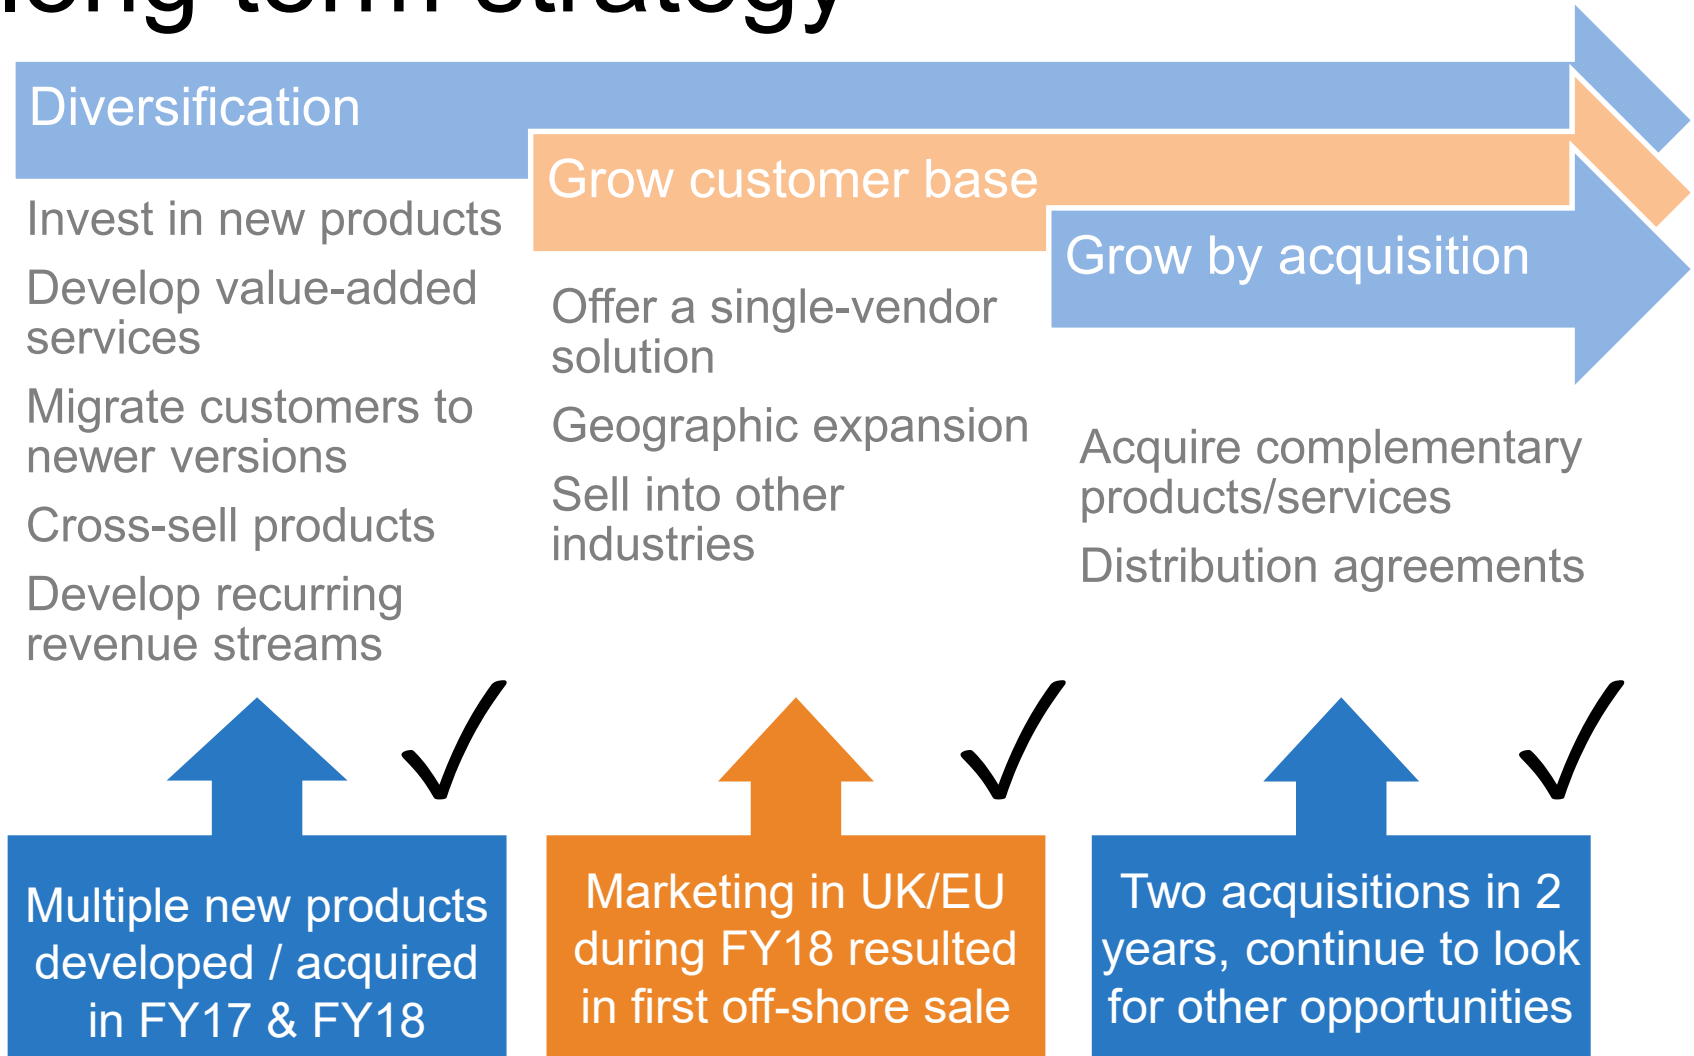 long term strategy
Diversification
Grow customer base
Grow by acquisition
Invest in new products
Develop value-added
services
Migrate customers to
newer versions
Cross-sell products
Develop recurring
revenue streams
Offer a single-vendor
solution
Geographic expansion
Sell into other
industries
Acquire complementary
products/services
Distribution agreements
Multiple new products
developed / acquired
in FY17 & FY18
Marketing in UK/EU
during FY18 resulted
in first off-shore sale
Two acquisitions in 2
years, continue to look
for other opportunities